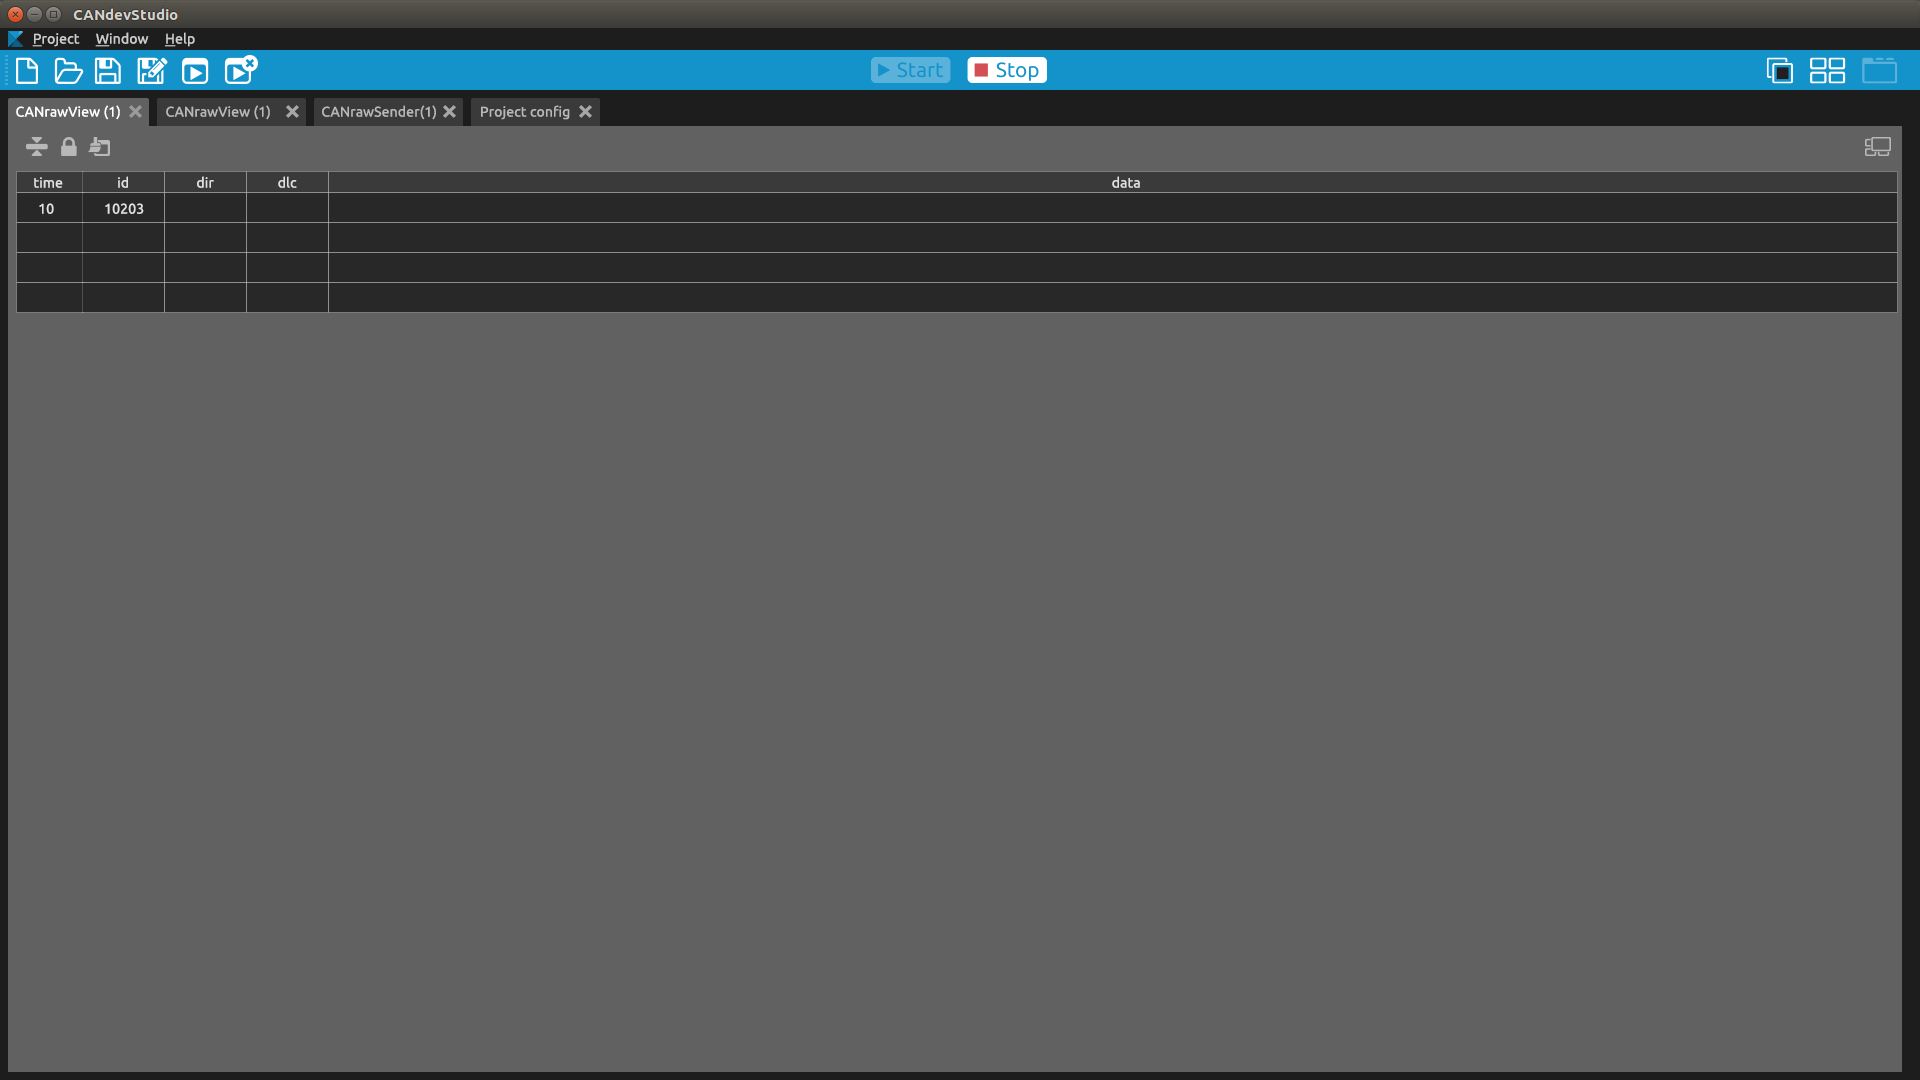 CANdevStudio
Project Window Help
Start Stop
CANrawView (1) CANrawView (1) CANrawSender(1) Project config
time id dir dlc data
10 10203